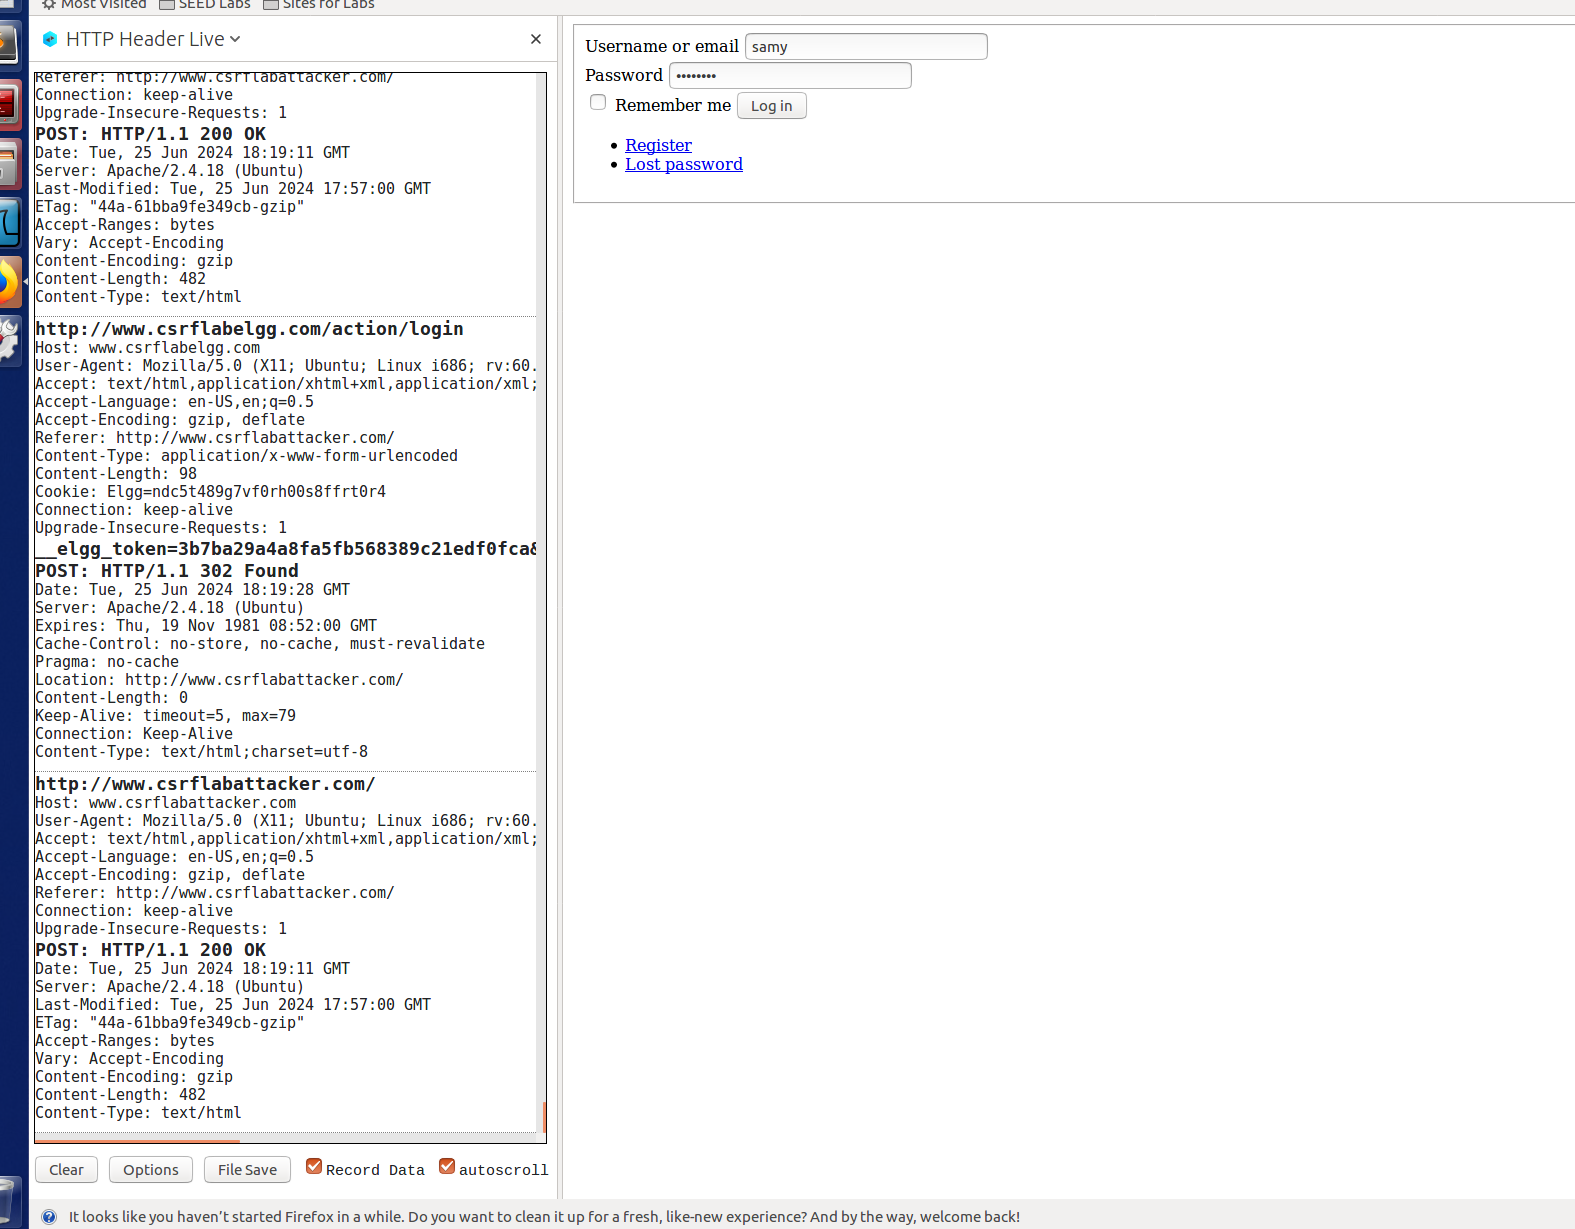 Most Visited SEED Labs Sites for Labs
HTTP Header Live
Referer: http://www.csrflabattacker.com/
Connection: keep-alive
Upgrade-Insecure-Requests: 1
POST: HTTP/1.1 200 OK
Date: Tue, 25 Jun 2024 18:19:11 GMT
Server: Apache/2.4.18 (Ubuntu)
Last-Modified: Tue, 25 Jun 2024 17:57:00 GMT
ETag: "44a-61bba9fe349cb-gzip"
Accept-Ranges: bytes
Vary: Accept-Encoding
Content-Encoding: gzip
Content-Length: 482
Content-Type: text/html
http://www.csrflabelgg.com/action/login
Host: www.csrflabelgg.com
User-Agent: Mozilla/5.0 (X11; Ubuntu; Linux i686; rv:60.
Accept: text/html,application/xhtml+xml,application/xml;
Accept-Language: en-US,en;q=0.5
Accept-Encoding: gzip, deflate
Referer: http://www.csrflabattacker.com/
Content-Type: application/x-www-form-urlencoded
Content-Length: 98
Cookie: Elgg=ndc5t489g7vf0rh00s8ffrt0r4
Connection: keep-alive
Upgrade-Insecure-Requests: 1
__elgg_token=3b7ba29a4a8fa5fb568389c21edf0fca&
POST: HTTP/1.1 302 Found
Date: Tue, 25 Jun 2024 18:19:28 GMT
Server: Apache/2.4.18 (Ubuntu)
Expires: Thu, 19 Nov 1981 08:52:00 GMT
Cache-Control: no-store, no-cache, must-revalidate
Pragma: no-cache
Location: http://www.csrflabattacker.com/
Content-Length: 0
Keep-Alive: timeout=5, max=79
Connection: Keep-Alive
Content-Type: text/html;charset=utf-8
http://www.csrflabattacker.com/
Host: www.csrflabattacker.com
User-Agent: Mozilla/5.0 (X11; Ubuntu; Linux i686; rv:60.
Accept: text/html,application/xhtml+xml,application/xml;
Accept-Language: en-US,en;q=0.5
Accept-Encoding: gzip, deflate
Referer: http://www.csrflabattacker.com/
Connection: keep-alive
Upgrade-Insecure-Requests: 1
POST: HTTP/1.1 200 OK
Date: Tue, 25 Jun 2024 18:19:11 GMT
Server: Apache/2.4.18 (Ubuntu)
Last-Modified: Tue, 25 Jun 2024 17:57:00 GMT
ETag: "44a-61bba9fe349cb-gzip"
Accept-Ranges: bytes
Vary: Accept-Encoding
Content-Encoding: gzip
Content-Length: 482
Content-Type: text/html
Clear Options File Save Record Data autoscroll
Username or email samy
Password ••••••••
Remember me Log in
• Register
• Lost password
It looks like you haven't started Firefox in a while. Do you want to clean it up for a fresh, like-new experience? And by the way, welcome back!